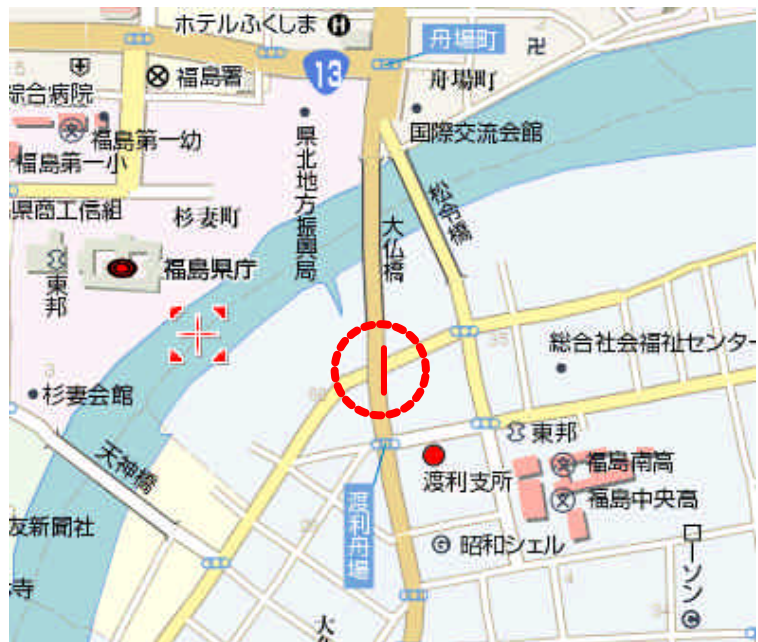 ホテルふくしま
H
13
舟場町
福島署
舟場町
総合病院
国際交流会館
福島第一幼
福島第一小
県北地方振興局
松令橋
県商工信組
杉妻町
大仏橋
福島県庁
東邦
35
総合社会福祉センター
杉妻会館
天神橋
東邦
渡利支所
福島南高
福島中央高
渡利舟場
友新聞社
昭和シェル
ローソン
寺
大仏